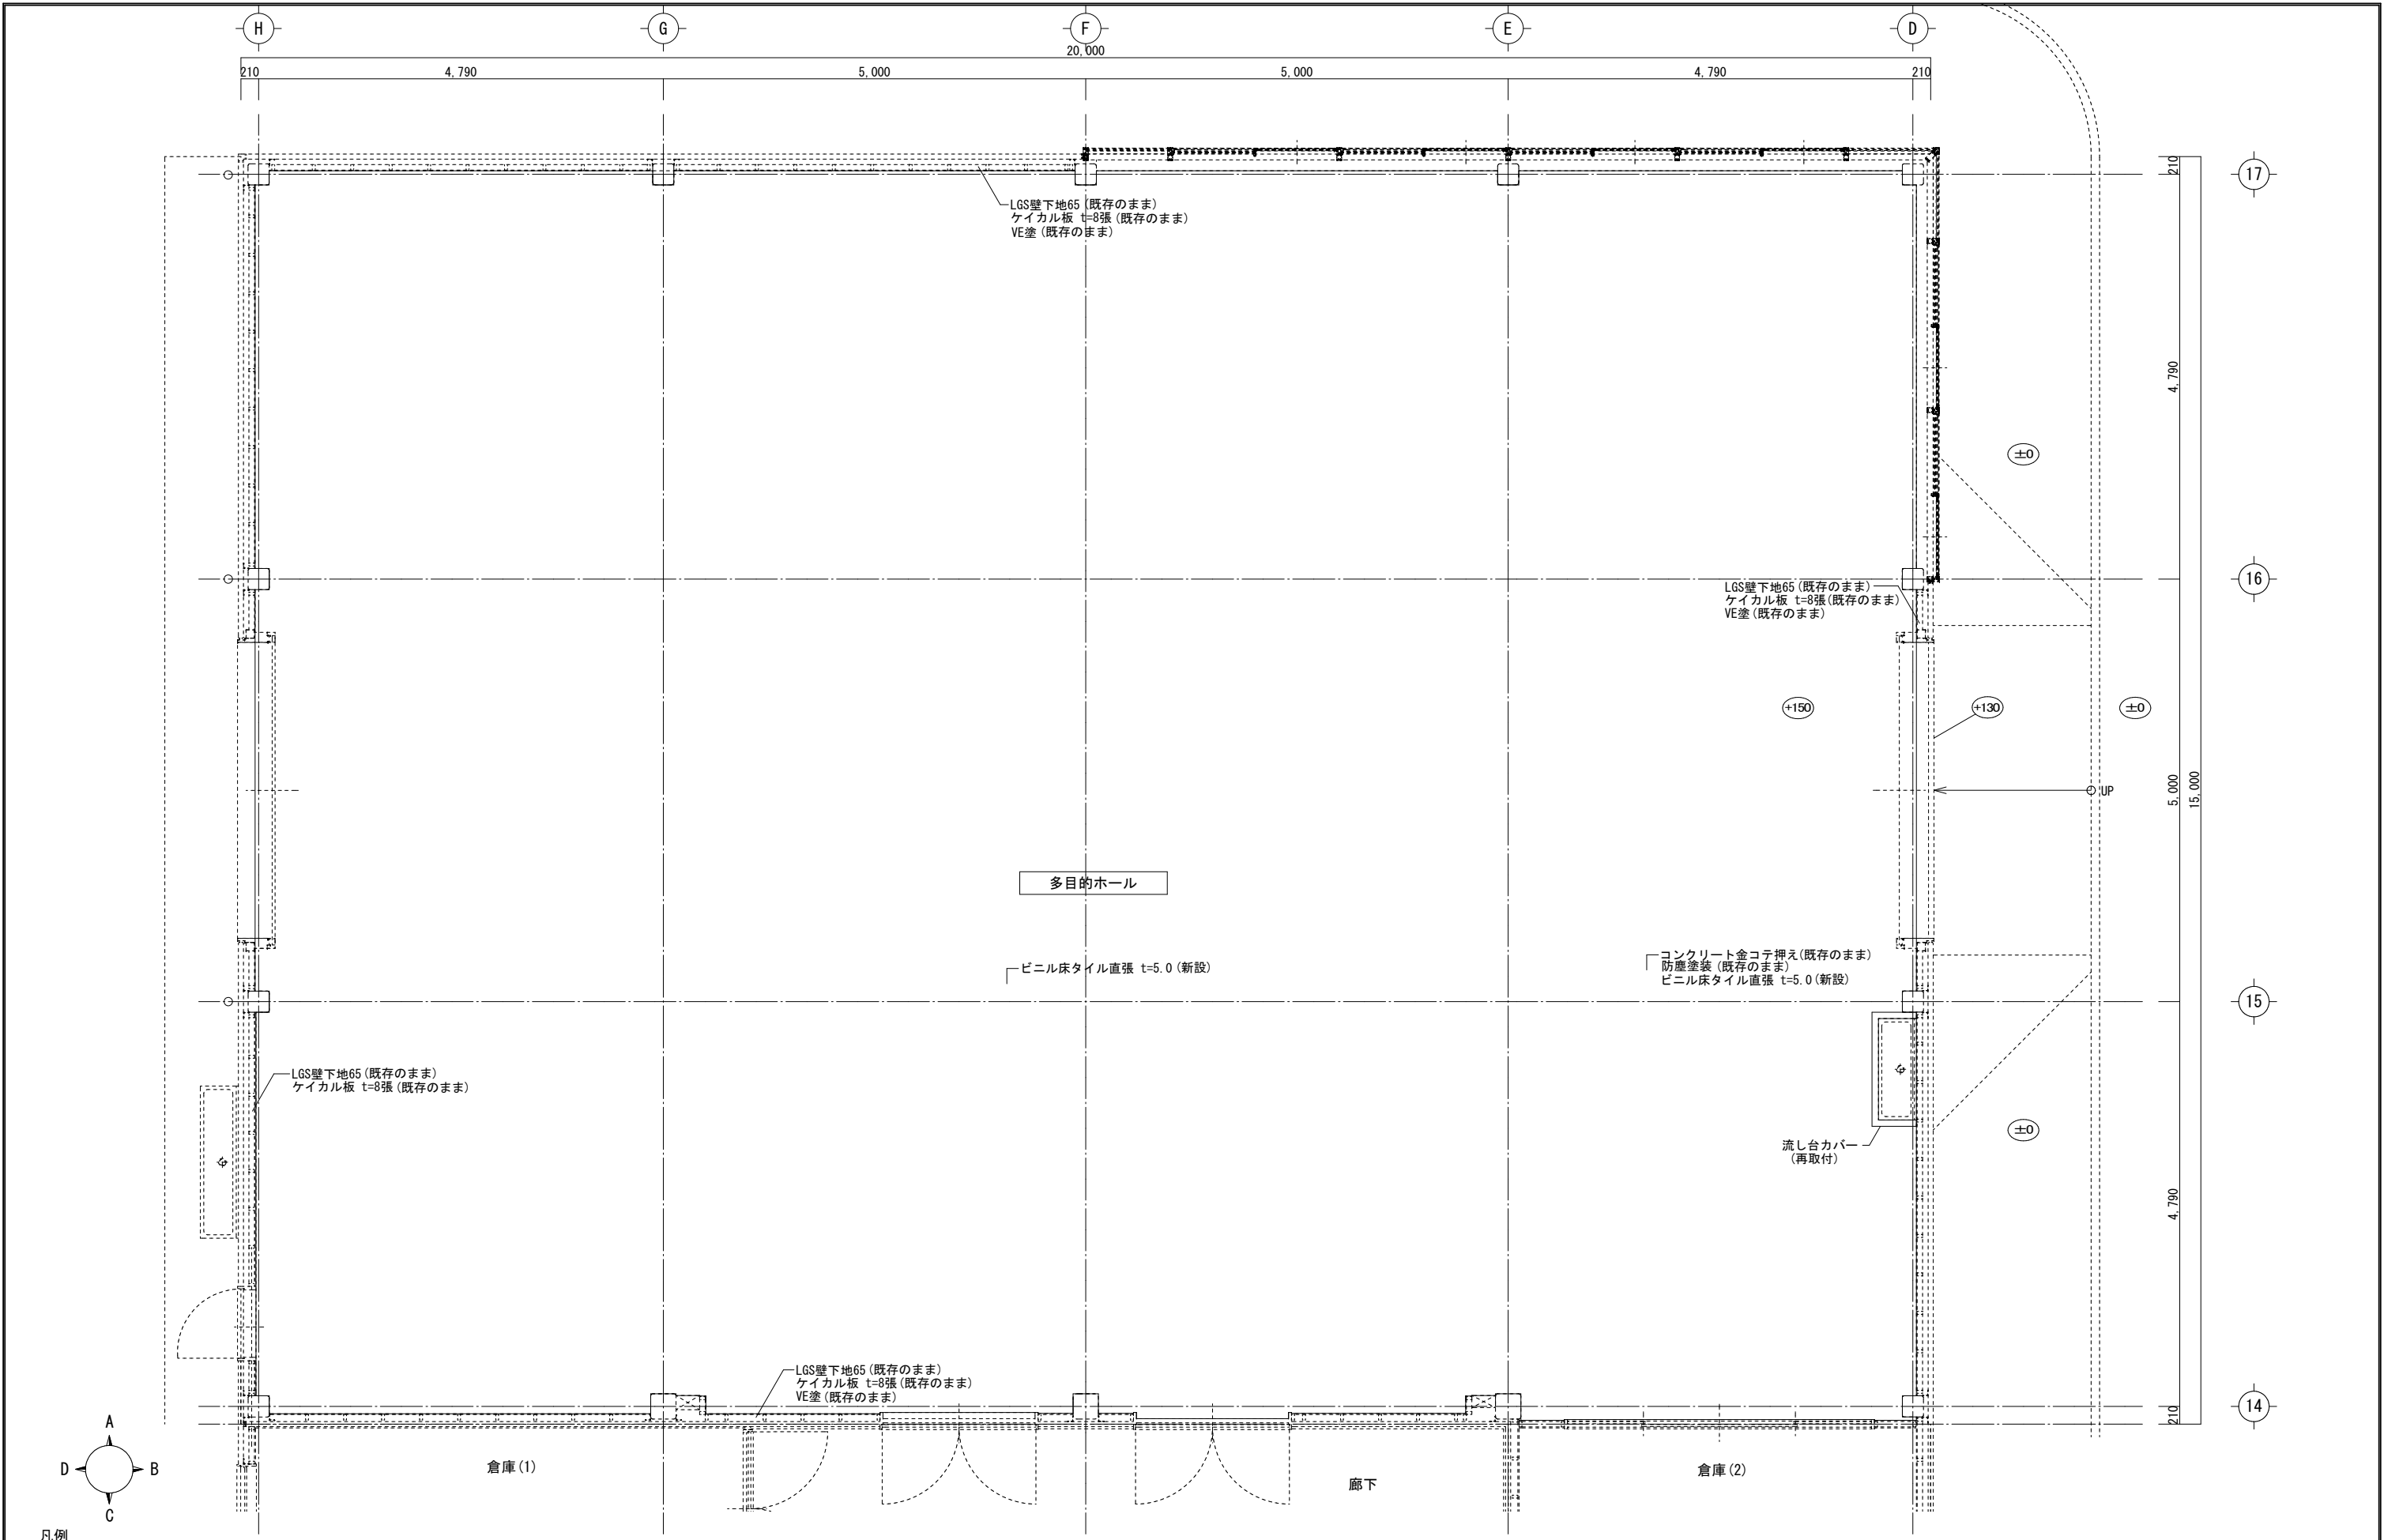 H
G
F
E
D
20,000
210
4,790
5,000
5,000
4,790
210
210
17
LGS壁下地65(既存のまま)
ケイカル板 t=8張(既存のまま)
VE塗(既存のまま)
4,790
±0
16
LGS壁下地65(既存のまま)
ケイカル板 t=8張(既存のまま)
VE塗(既存のまま)
+150
+130
±0
UP
5,000
15,000
多目的ホール
ビニル床タイル直張 t=5.0(新設)
コンクリート金コテ押え(既存のまま)
防塵塗装(既存のまま)
ビニル床タイル直張 t=5.0(新設)
15
LGS壁下地65(既存のまま)
ケイカル板 t=8張(既存のまま)
流し台カバー
(再取付)
±0
4,790
LGS壁下地65(既存のまま)
ケイカル板 t=8張(既存のまま)
VE塗(既存のまま)
210
14
A
D
B
C
倉庫(1)
廊下
倉庫(2)
凡例